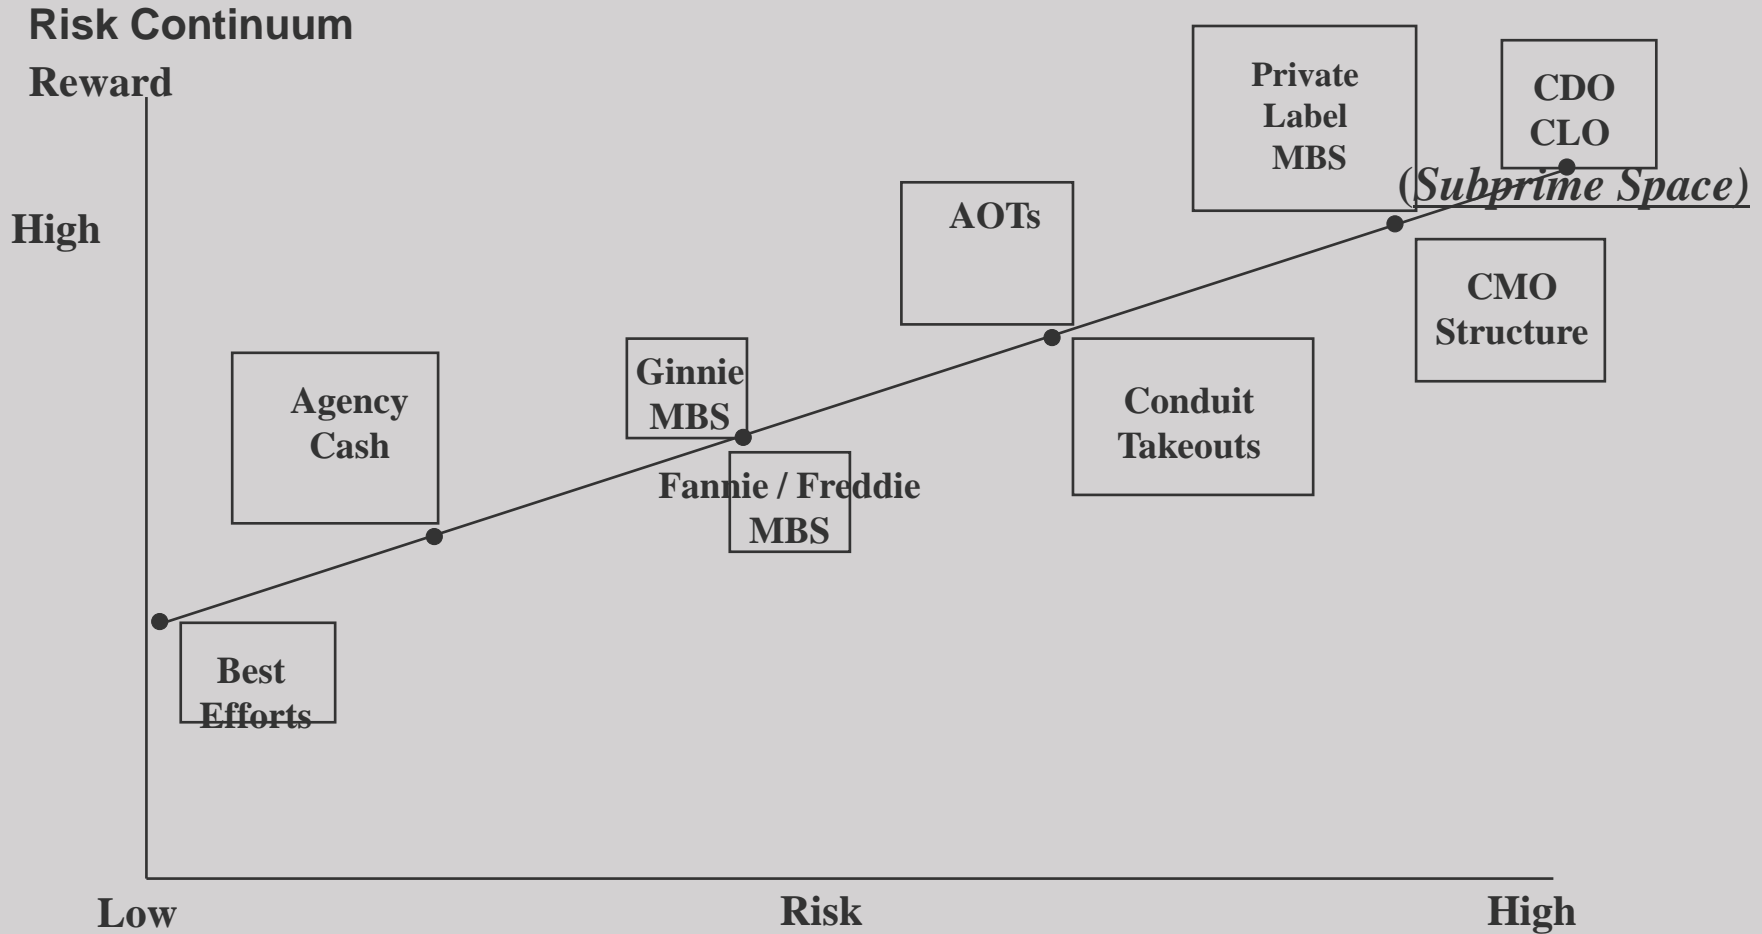 Risk Continuum
Reward
Private
Label
MBS
CDO
CLO
(Subprime Space)
AOTs
High
CMO
Structure
Ginnie
MBS
Agency
Cash
Conduit
Takeouts
Fannie / Freddie
MBS
Best
Efforts
Low
Risk
High